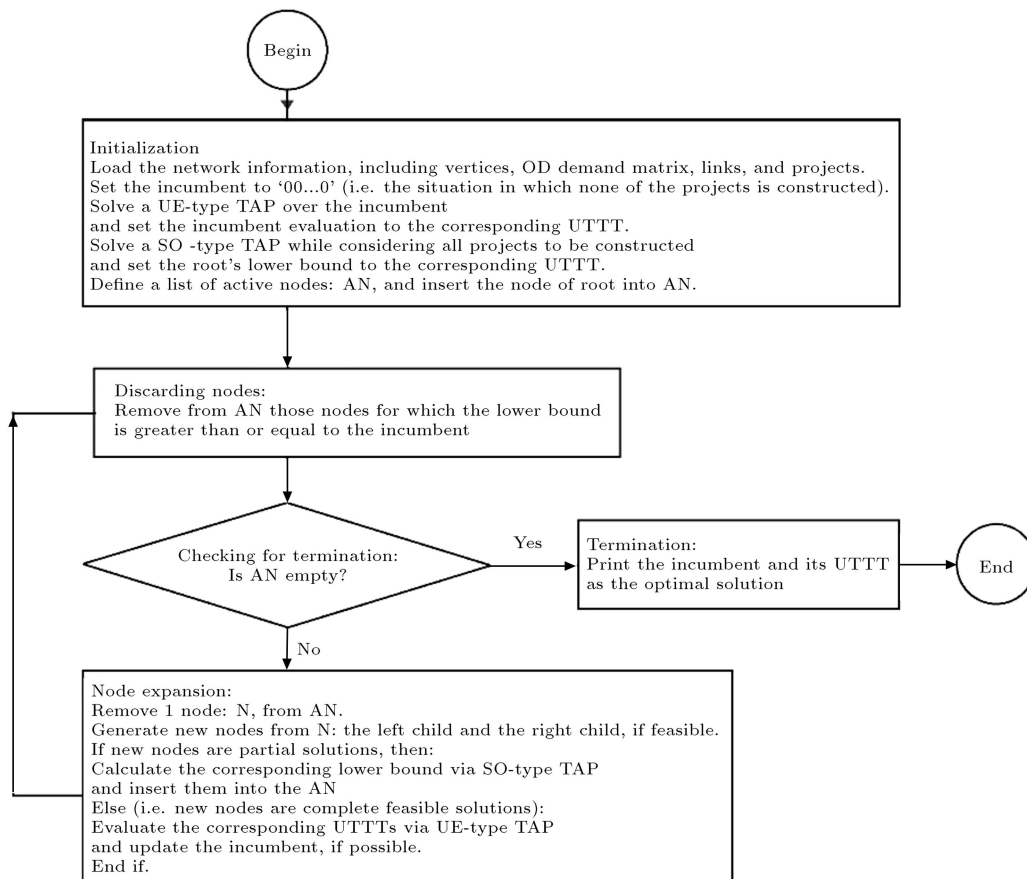 Begin
Initialization
Load the network information, including vertices, OD demand matrix, links, and projects.
Set the incumbent to ‘00...0’ (i.e. the situation in which none of the projects is constructed).
Solve a UE-type TAP over the incumbent
and set the incumbent evaluation to the corresponding UTTT.
Solve a SO -type TAP while considering all projects to be constructed
and set the root's lower bound to the corresponding UTTT.
Define a list of active nodes: AN, and insert the node of root into AN.
Discarding nodes:
Remove from AN those nodes for which the lower bound
is greater than or equal to the incumbent
Checking for termination:
Is AN empty?
Yes
Termination:
Print the incumbent and its UTTT
as the optimal solution
End
No
Node expansion:
Remove 1 node: N, from AN.
Generate new nodes from N: the left child and the right child, if feasible.
If new nodes are partial solutions, then:
Calculate the corresponding lower bound via SO-type TAP
and insert them into the AN
Else (i.e. new nodes are complete feasible solutions):
Evaluate the corresponding UTTTs via UE-type TAP
and update the incumbent, if possible.
End if.